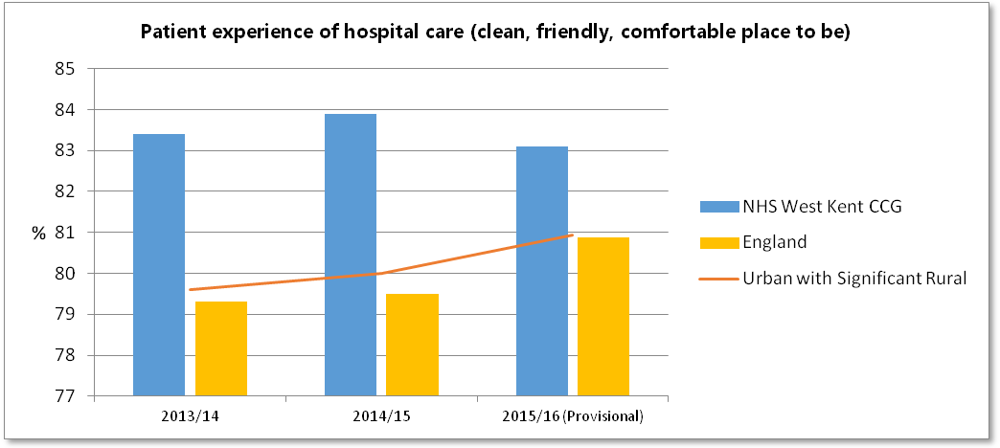 Patient experience of hospital care (clean, friendly, comfortable place to be)
85
84
83
82
81
80
79
78
77
%
2013/14
2014/15
2015/16 (Provisional)
NHS West Kent CCG
England
Urban with Significant Rural